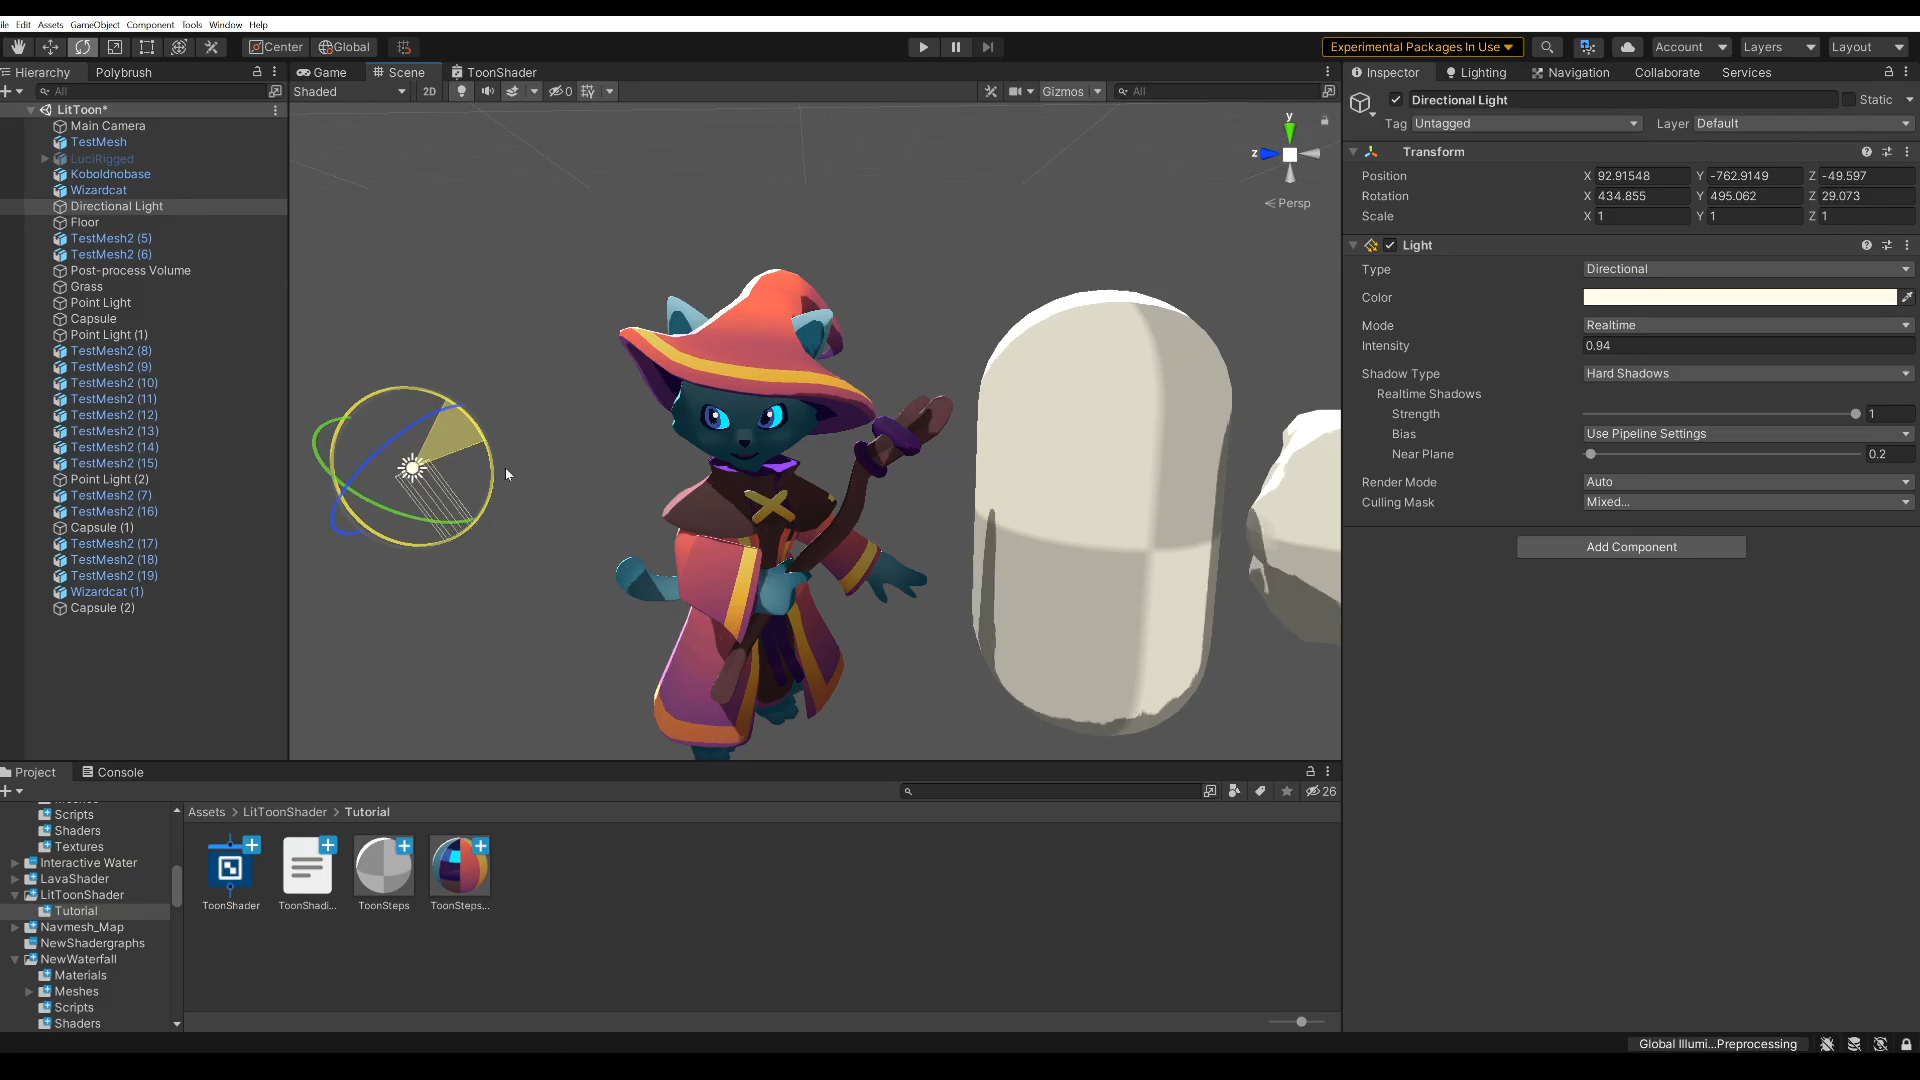 ile Edit Assets GameObject Component Tools Window Help
Center Global
Experimental Packages In Use Account Layers Layout
Hierarchy Polybrush
All
LitToon*
Main Camera
TestMesh
LuciRigged
Koboldnobase
Wizardcat
Directional Light
Floor
TestMesh2 (5)
TestMesh2 (6)
Post-process Volume
Grass
Point Light
Capsule
Point Light (1)
TestMesh2 (8)
TestMesh2 (9)
TestMesh2 (10)
TestMesh2 (11)
TestMesh2 (12)
TestMesh2 (13)
TestMesh2 (14)
TestMesh2 (15)
Point Light (2)
TestMesh2 (7)
TestMesh2 (16)
Capsule (1)
TestMesh2 (17)
TestMesh2 (18)
TestMesh2 (19)
Wizardcat (1)
Capsule (2)
Game Scene ToonShader
Shaded 2D 0 Gizmos All
y
z
Persp
Inspector Lighting Navigation Collaborate Services
Directional Light Static
Tag Untagged Layer Default
Transform
Position X 92.91548 Y -762.9149 Z -49.597
Rotation X 434.855 Y 495.062 Z 29.073
Scale X 1 Y 1 Z 1
Light
Type Directional
Color
Mode Realtime
Intensity 0.94
Shadow Type Hard Shadows
Realtime Shadows
Strength 1
Bias Use Pipeline Settings
Near Plane 0.2
Render Mode Auto
Culling Mask Mixed...
Add Component
Project Console
26
Scripts
Shaders
Textures
Interactive Water
LavaShader
LitToonShader
Tutorial
Navmesh_Map
NewShadergraphs
NewWaterfall
Materials
Meshes
Scripts
Shaders
Assets > LitToonShader > Tutorial
ToonShader ToonShadi... ToonSteps ToonSteps...
Global Illumi...Preprocessing